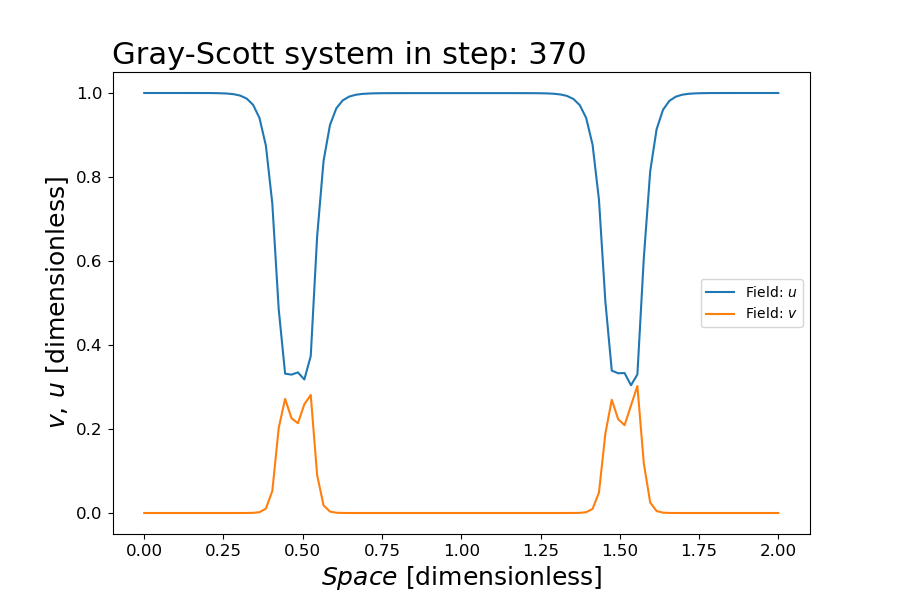 Gray-Scott system in step: 370
v, u [dimensionless]
1.0
0.8
0.6
0.4
0.2
0.0
Field: u
Field: v
0.00 0.25 0.50 0.75 1.00 1.25 1.50 1.75 2.00
Space [dimensionless]